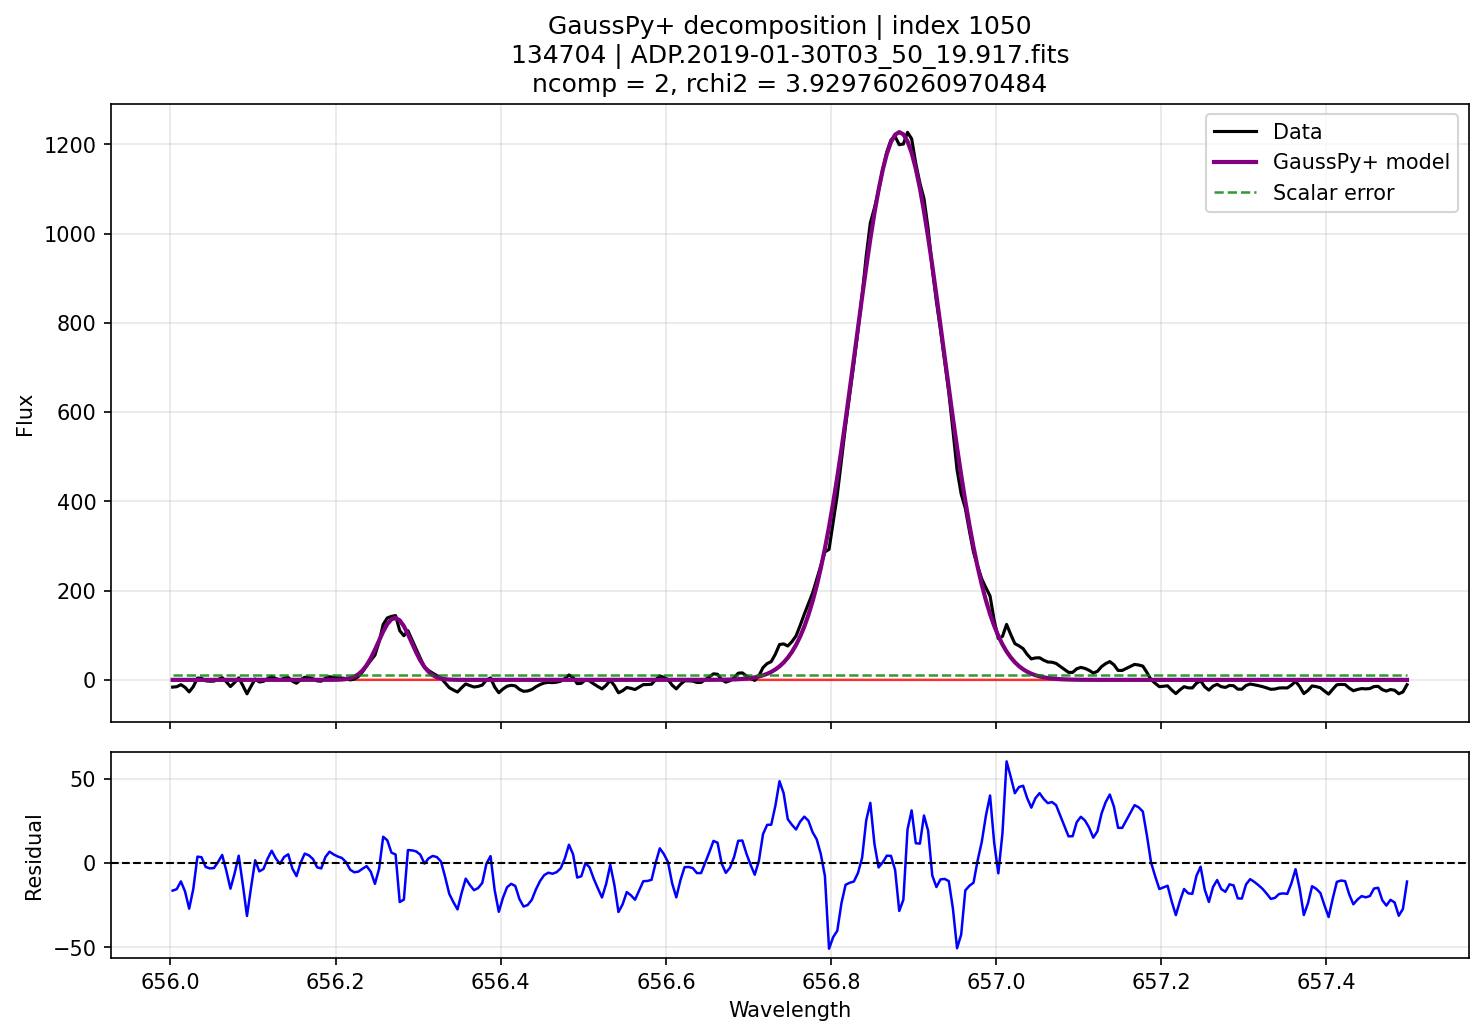 GaussPy+ decomposition | index 1050
134704 | ADP.2019-01-30T03_50_19.917.fits
ncomp = 2, rchi2 = 3.929760260970484
Data
GaussPy+ model
Scalar error
Flux
1200
1000
800
600
400
200
0
Residual
50
0
−50
656.0 656.2 656.4 656.6 656.8 657.0 657.2 657.4
Wavelength